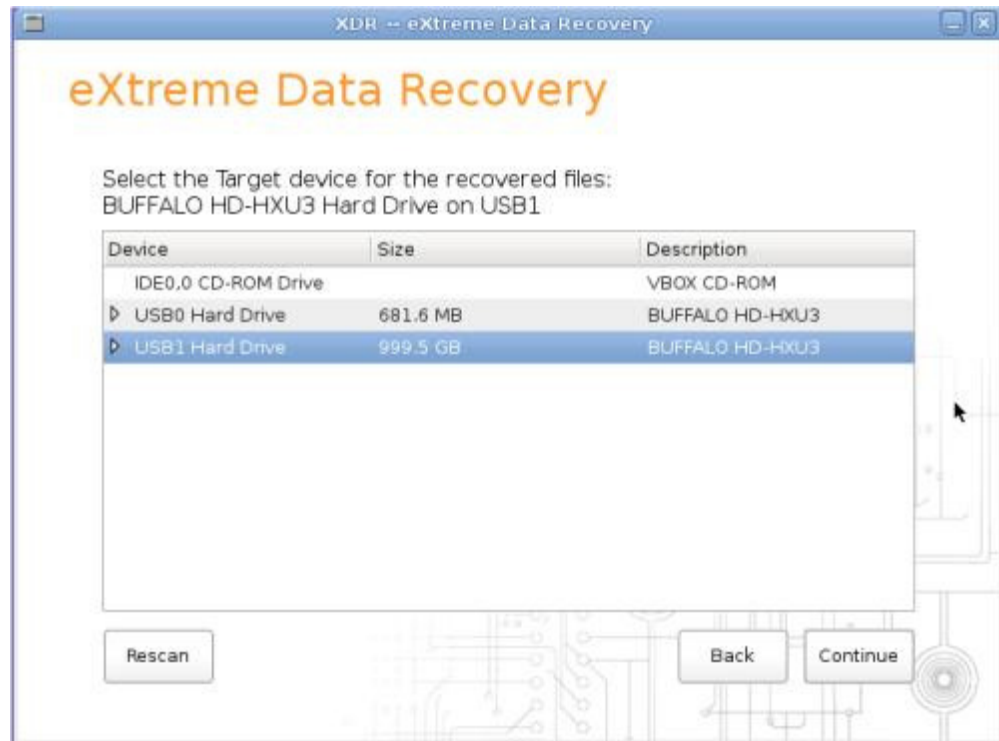 XDR -- eXtreme Data Recovery
eXtreme Data Recovery
Select the Target device for the recovered files:
BUFFALO HD-HXU3 Hard Drive on USB1
Device Size Description
IDE0.0 CD-ROM Drive VBOX CD-ROM
USB0 Hard Drive 681.6 MB BUFFALO HD-HXU3
USB1 Hard Drive 999.5 GB BUFFALO HD-HXU3
Rescan Back Continue